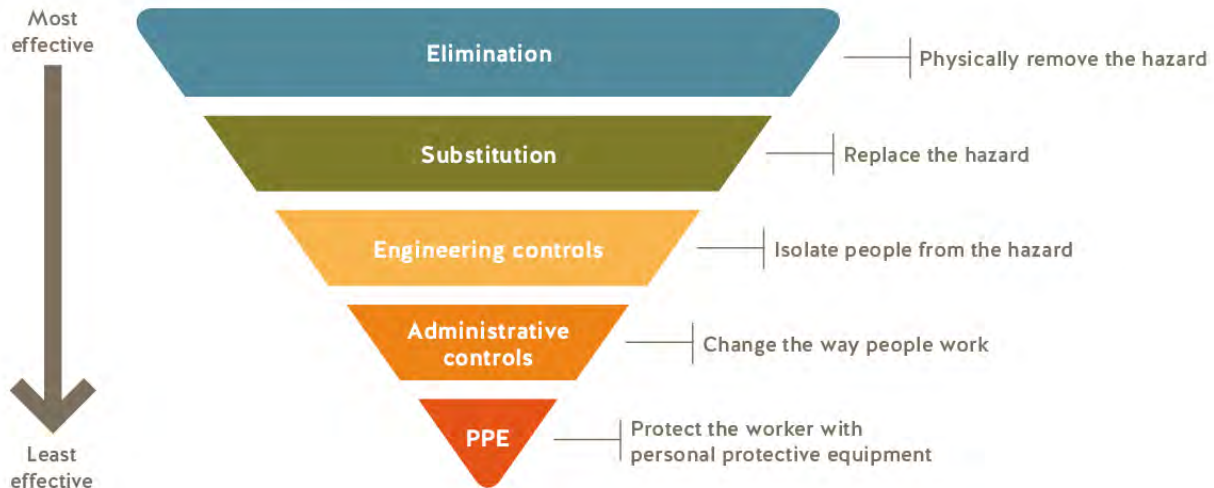 Most
effective
Elimination
Physically remove the hazard
Substitution
Replace the hazard
Engineering controls
Isolate people from the hazard
Administrative
controls
Change the way people work
PPE
Protect the worker with
personal protective equipment
Least
effective